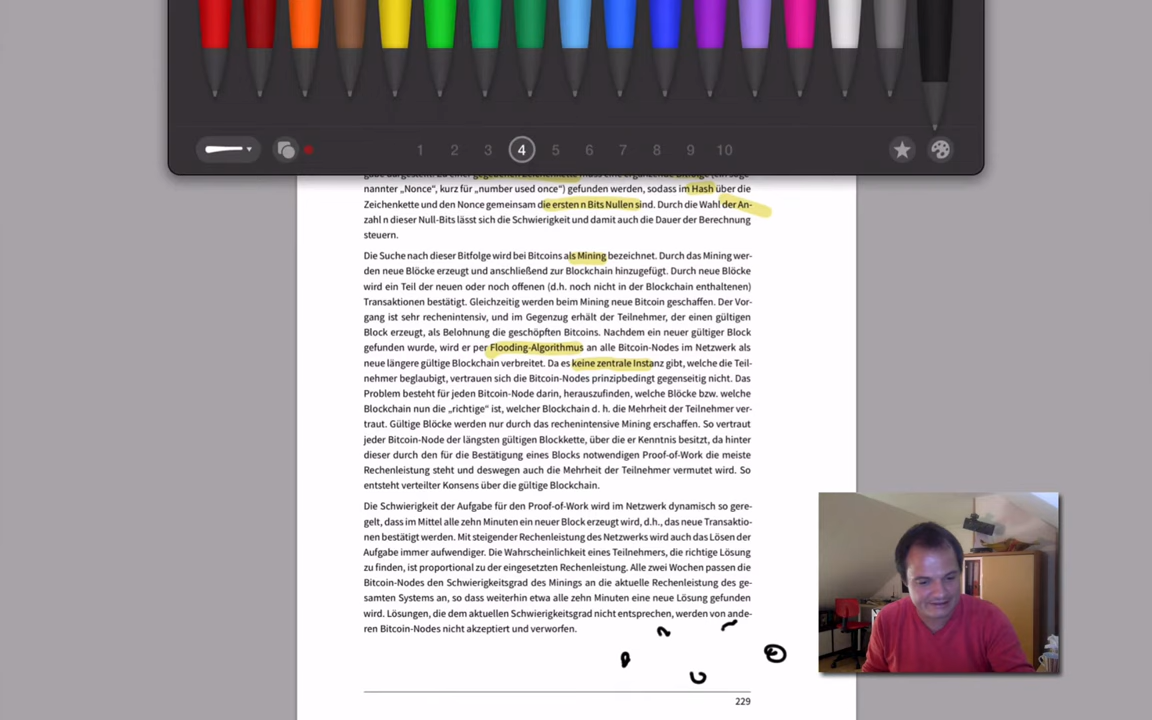 1 2 3 4 5 6 7 8 9 10
nannter „Nonce“, kurz für „number used once“) gefunden werden, sodass im Hash über die
Zeichenkette und den Nonce gemeinsam die ersten n Bits Nullen sind. Durch die Wahl der An-
zahl n dieser Null-Bits lässt sich die Schwierigkeit und damit auch die Dauer der Berechnung
steuern.
Die Suche nach dieser Bitfolge wird bei Bitcoins als Mining bezeichnet. Durch das Mining wer-
den neue Blöcke erzeugt und anschließend zur Blockchain hinzugefügt. Durch neue Blöcke
wird ein Teil der neuen oder noch offenen (d.h. noch nicht in der Blockchain enthaltenen)
Transaktionen bestätigt. Gleichzeitig werden beim Mining neue Bitcoin geschaffen. Der Vor-
gang ist sehr rechenintensiv, und im Gegenzug erhält der Teilnehmer, der einen gültigen
Block erzeugt, als Belohnung die geschöpften Bitcoins. Nachdem ein neuer gültiger Block
gefunden wurde, wird er per Flooding-Algorithmus an alle Bitcoin-Nodes im Netzwerk als
neue längere gültige Blockchain verbreitet. Da es keine zentrale Instanz gibt, welche die Teil-
nehmer beglaubigt, vertrauen sich die Bitcoin-Nodes prinzipbedingt gegenseitig nicht. Das
Problem besteht für jeden Bitcoin-Node darin, herauszufinden, welche Blöcke bzw. welche
Blockchain nun die „richtige“ ist, welcher Blockchain d. h. die Mehrheit der Teilnehmer ver-
traut. Gültige Blöcke werden nur durch das rechenintensive Mining erschaffen. So vertraut
jeder Bitcoin-Node der längsten gültigen Blockkette, über die er Kenntnis besitzt, da hinter
dieser durch den für die Bestätigung eines Blocks notwendigen Proof-of-Work die meiste
Rechenleistung steht und deswegen auch die Mehrheit der Teilnehmer vermutet wird. So
entsteht verteilter Konsens über die gültige Blockchain.
Die Schwierigkeit der Aufgabe für den Proof-of-Work wird im Netzwerk dynamisch so gere-
gelt, dass im Mittel alle zehn Minuten ein neuer Block erzeugt wird, d.h., das neue Transaktio-
nen bestätigt werden. Mit steigender Rechenleistung des Netzwerks wird auch das Lösen der
Aufgabe immer aufwendiger. Die Wahrscheinlichkeit eines Teilnehmers, die richtige Lösung
zu finden, ist proportional zu der eingesetzten Rechenleistung. Alle zwei Wochen passen die
Bitcoin-Nodes den Schwierigkeitsgrad des Minings an die aktuelle Rechenleistung des ge-
samten Systems an, so dass weiterhin etwa alle zehn Minuten eine neue Lösung gefunden
wird. Lösungen, die dem aktuellen Schwierigkeitsgrad nicht entsprechen, werden von ande-
ren Bitcoin-Nodes nicht akzeptiert und verworfen.
229